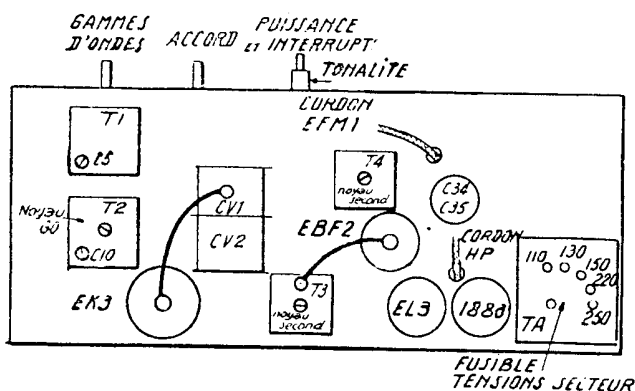 GAMMES
D'ONDES
ACCORD
PUISSANCE
ET INTERRUPT.
TONALITE
CORDON
EFM1
T1
T4
noyau
second
C34
C35
Noyau
GO
T2
C10
CV1
CV2
EBF2
CORDON
HP
110
130
150
220
250
EK3
T3
noyau
second
EL3
1883
TA
FUSIBLE
TENSIONS SECTEUR